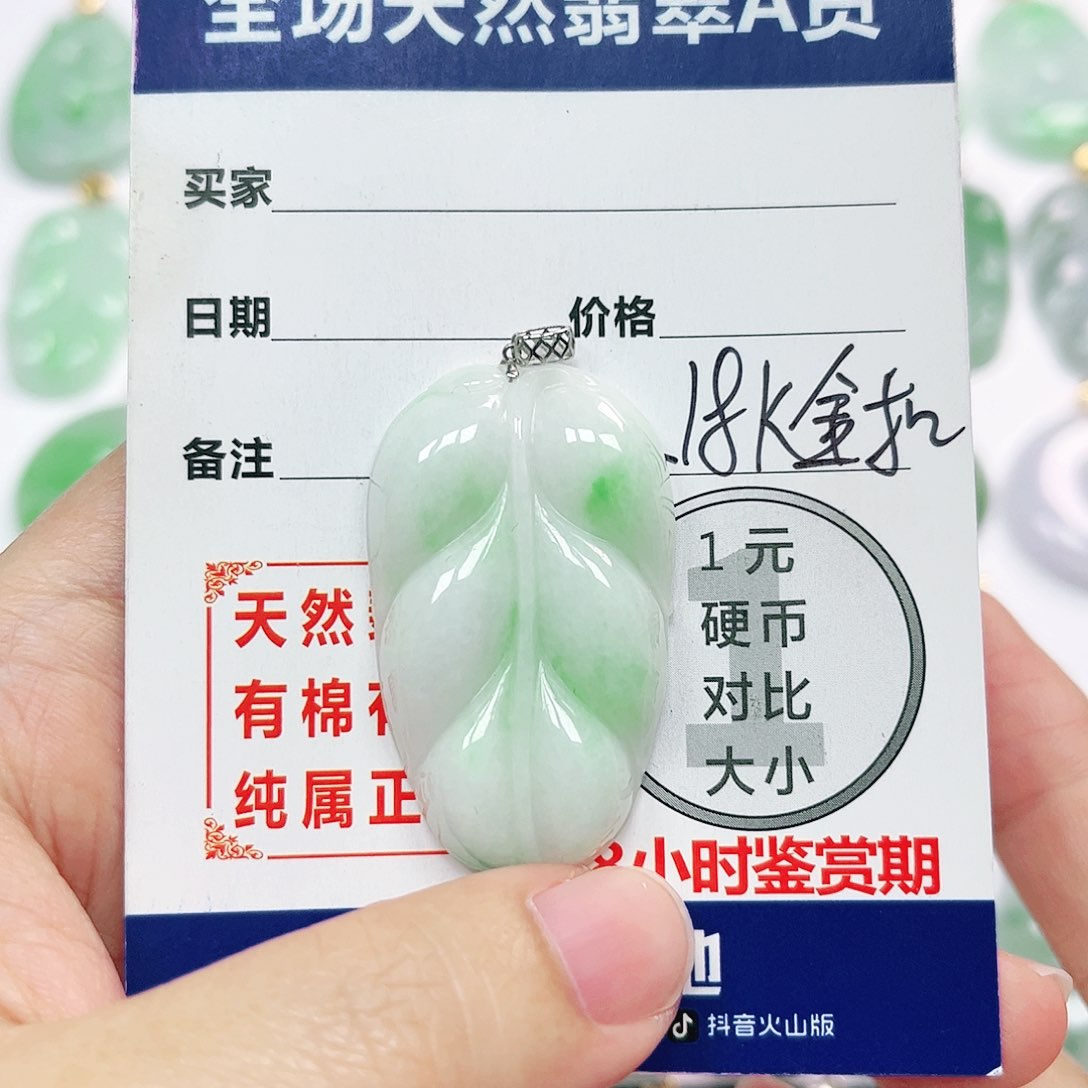 全场天然翡翠A货
买家
日期 价格
备注 18K金扣
天然
有棉
纯属正
1元
硬币
对比
大小
8小时鉴赏期
抖音火山版